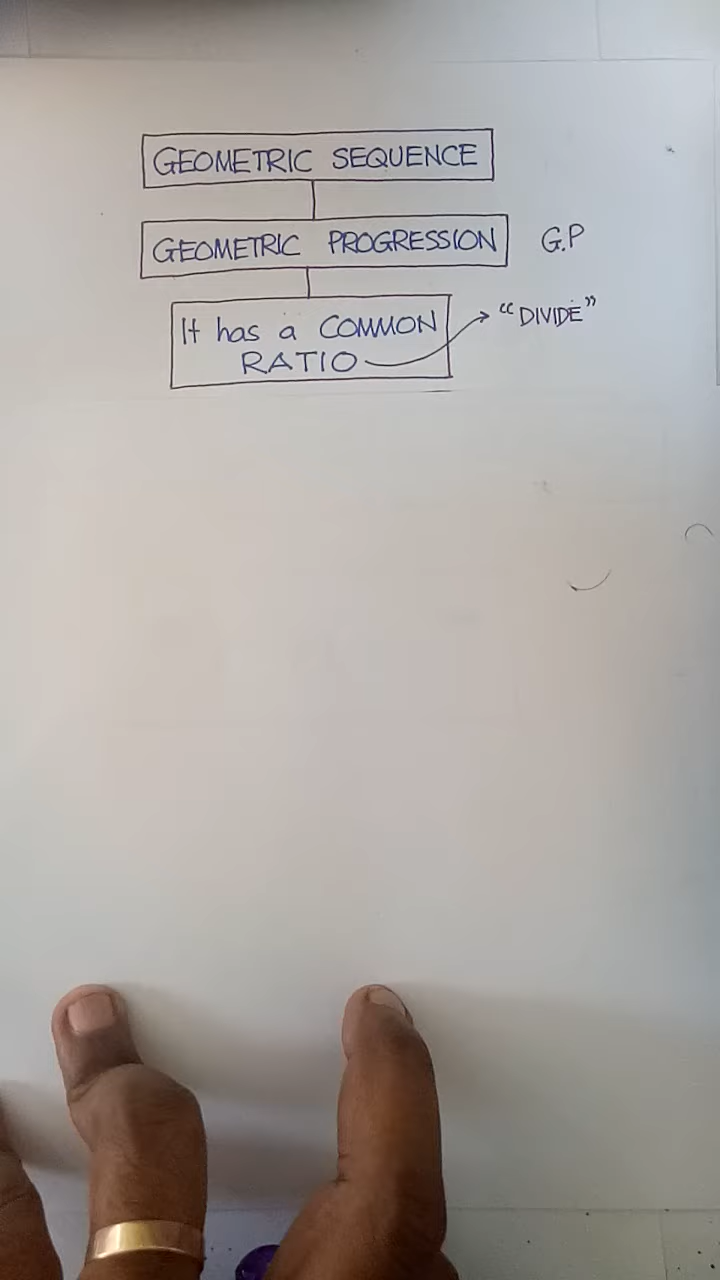 GEOMETRIC SEQUENCE
GEOMETRIC PROGRESSION G.P
It has a COMMON
RATIO
"DIVIDE"